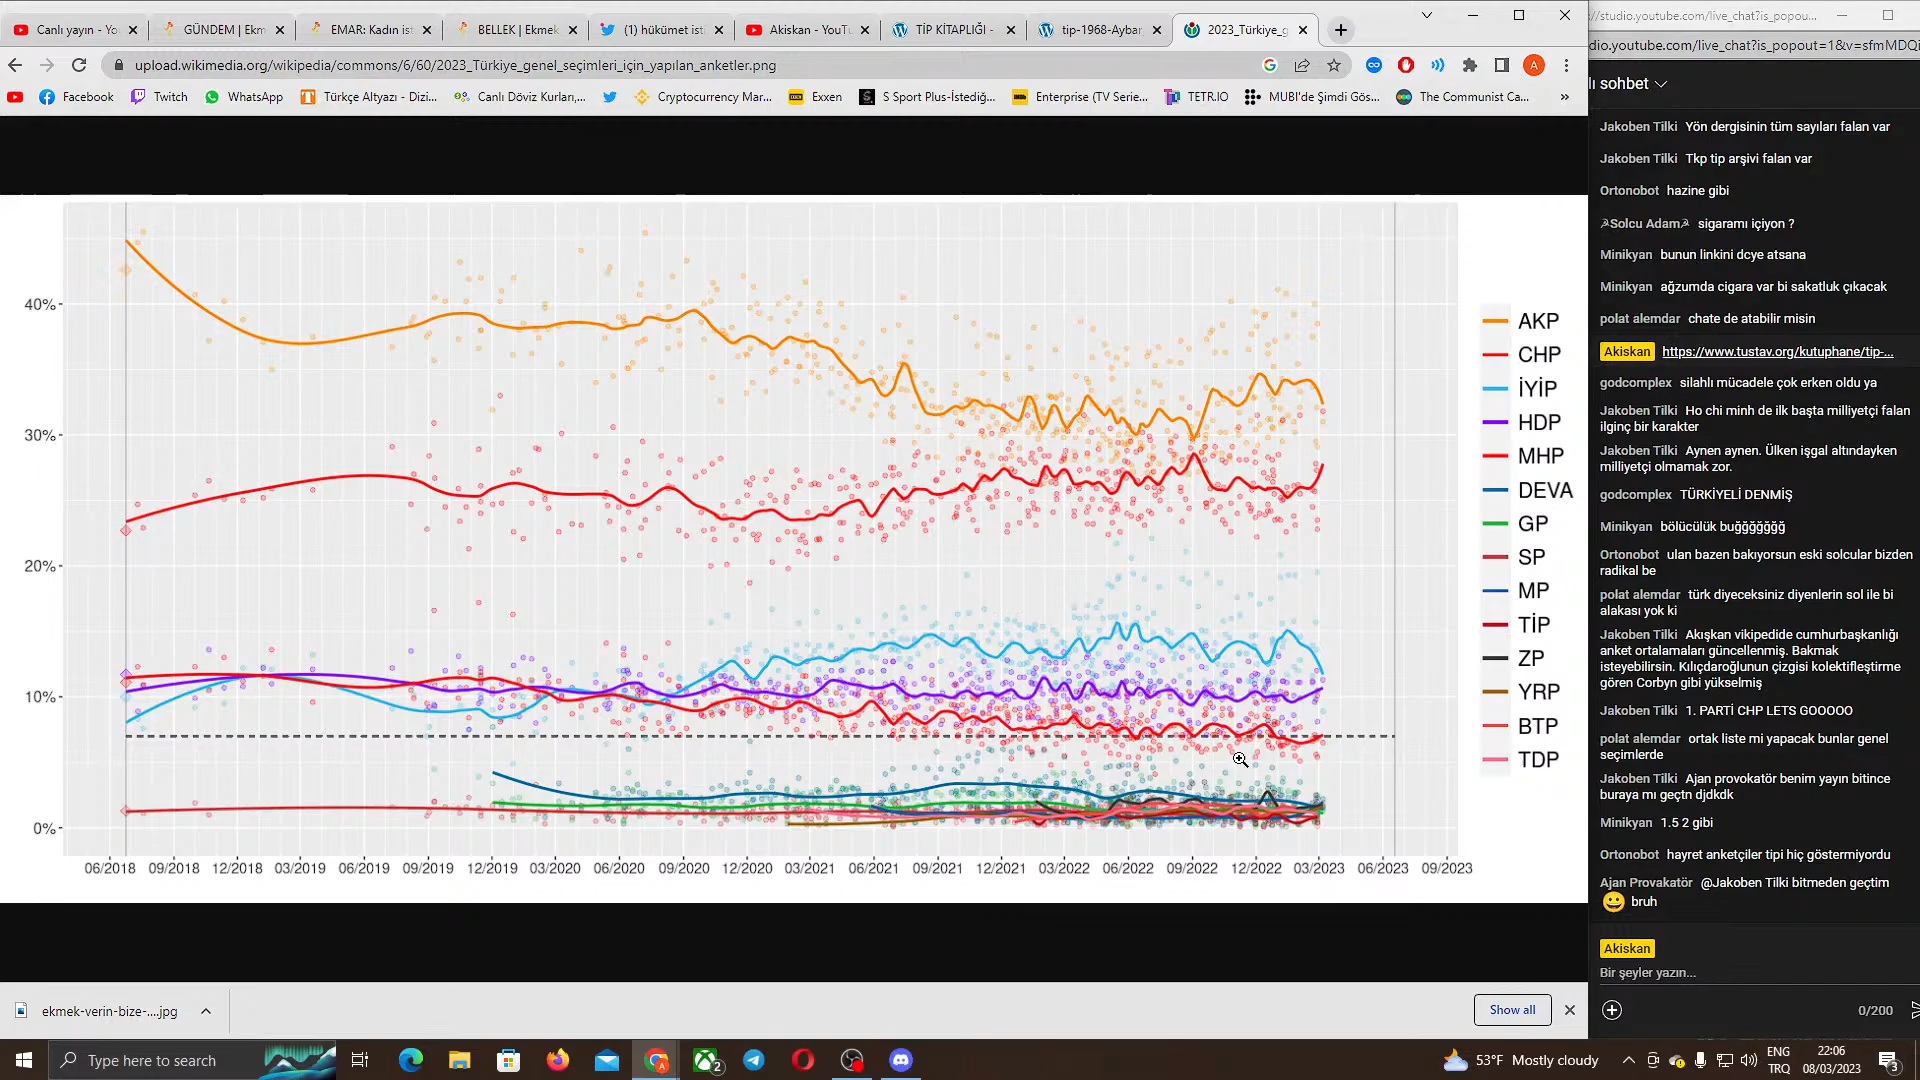 Canlı yayın - Yo
GÜNDEM | Ekm
EMAR: Kadın ist
BELLEK | Ekmek
(1) hükümet isti
Akiskan - YouTu
TİP KİTAPLIĞI -
tip-1968-Aybar
2023_Türkiye_g
upload.wikimedia.org/wikipedia/commons/6/60/2023_Türkiye_genel_seçimleri_için_yapılan_anketler.png
Facebook
Twitch
WhatsApp
Türkçe Altyazı - Dizi...
Canlı Döviz Kurları,...
Cryptocurrency Mar...
Exxen
S Sport Plus-İstediğ...
Enterprise (TV Serie...
TETR.IO
MUBI'de Şimdi Gös...
The Communist Ca...
»
40%
30%
20%
10%
0%
06/2018 09/2018 12/2018 03/2019 06/2019 09/2019 12/2019 03/2020 06/2020 09/2020 12/2020 03/2021 06/2021 09/2021 12/2021 03/2022 06/2022 09/2022 12/2022 03/2023 06/2023 09/2023
AKP
CHP
İYİP
HDP
MHP
DEVA
GP
SP
MP
TİP
ZP
YRP
BTP
TDP
://studio.youtube.com/live_chat?is_popou...
dio.youtube.com/live_chat?is_popout=1&v=sfmMDQi
lı sohbet
Jakoben Tilki Yön dergisinin tüm sayıları falan var
Jakoben Tilki Tkp tip arşivi falan var
Ortonobot hazine gibi
☭Solcu Adam☭ sigaramı içiyon ?
Minikyan bunun linkini dcye atsana
Minikyan ağzumda cigara var bi sakatluk çıkacak
polat alemdar chate de atabilir misin
Akiskan https://www.tustav.org/kutuphane/tip-...
godcomplex silahlı mücadele çok erken oldu ya
Jakoben Tilki Ho chi minh de ilk başta milliyetçi falan
ilginç bir karakter
Jakoben Tilki Aynen aynen. Ülken işgal altındayken
milliyetçi olmamak zor.
godcomplex TÜRKİYELİ DENMİŞ
Minikyan bölücülük buğğğğğğğ
Ortonobot ulan bazen bakıyorsun eski solcular bizden
radikal be
polat alemdar türk diyeceksiniz diyenlerin sol ile bi
alakası yok ki
Jakoben Tilki Akışkan vikipedide cumhurbaşkanlığı
anket ortalamaları güncellenmiş. Bakmak
isteyebilirsin. Kılıçdaroğlunun çizgisi kolektifleştirme
gören Corbyn gibi yükselmiş
Jakoben Tilki 1. PARTİ CHP LETS GOOOOO
polat alemdar ortak liste mi yapacak bunlar genel
seçimlerde
Jakoben Tilki Ajan provokatör benim yayın bitince
buraya mı geçtn djdkdk
Minikyan 1.5 2 gibi
Ortonobot hayret anketçiler tipi hiç göstermiyordu
Ajan Provakatör @Jakoben Tilki bitmeden geçtim
😀 bruh
Akiskan
Bir şeyler yazın...
0/200
ekmek-verin-bize-....jpg
Show all
Type here to search
2
53°F Mostly cloudy
ENG
TRQ
22:06
08/03/2023
3